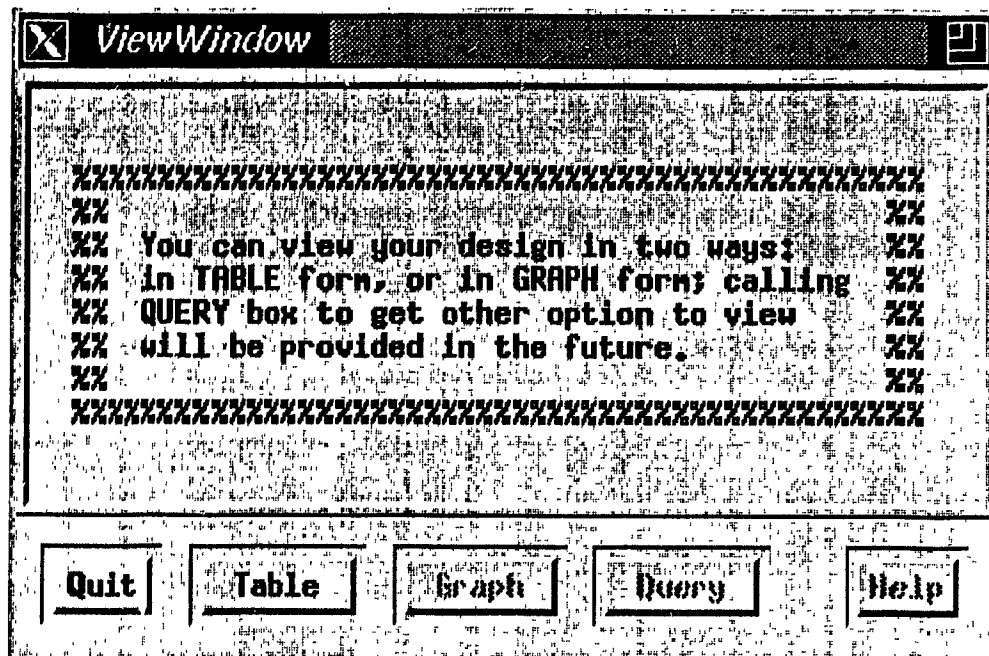 ViewWindow
%%%%%%%%%%%%%%%%%%%%%%%%%%%%%%%%%%%%%%%%%%%%%%%
%% %%
%% You can view your design in two ways: %%
%% in TABLE form, or in GRAPH form; calling %%
%% QUERY box to get other option to view %%
%% will be provided in the future. %%
%% %%
%%%%%%%%%%%%%%%%%%%%%%%%%%%%%%%%%%%%%%%%%%%%%%%
Quit Table Graph Query Help